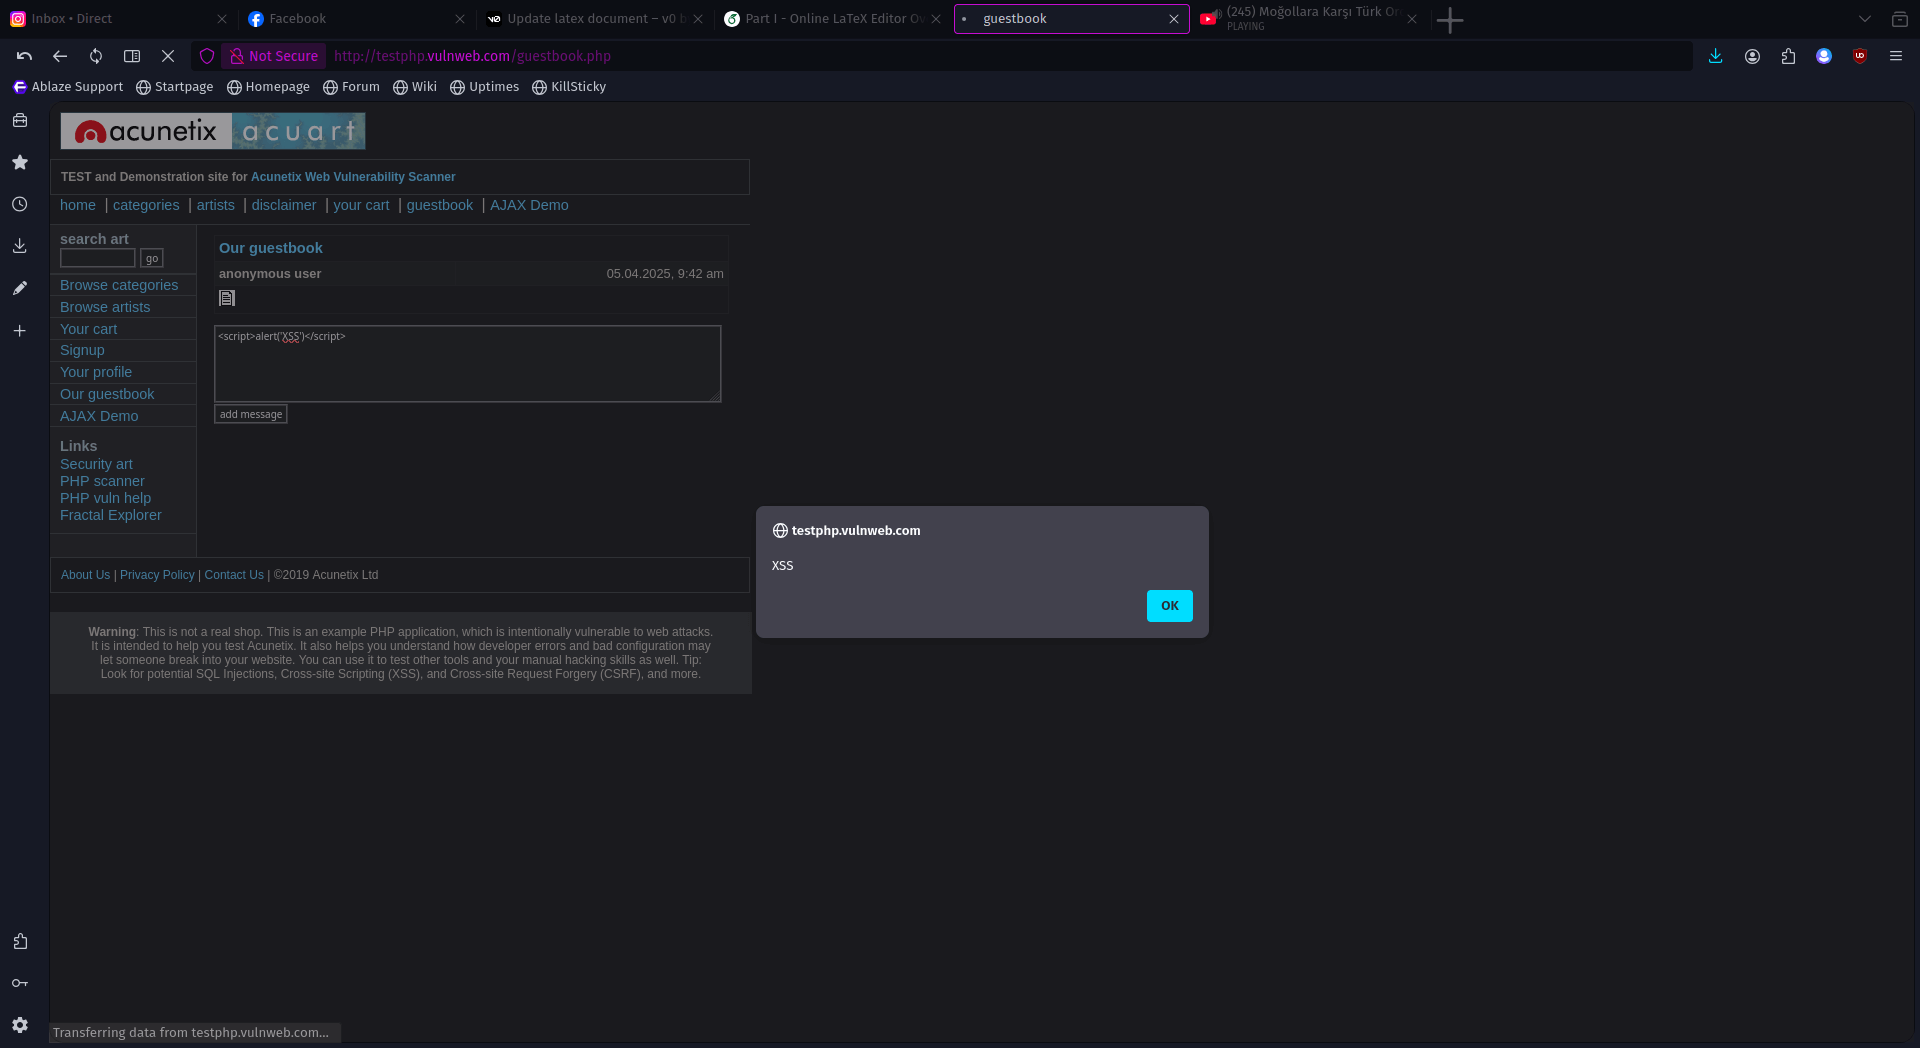 Inbox • Direct
Facebook
Update latex document – v0 b
Part I - Online LaTeX Editor Ov
guestbook
(245) Moğollara Karşı Türk Or
PLAYING
Not Secure
http://testphp.vulnweb.com/guestbook.php
Ablaze Support
Startpage
Homepage
Forum
Wiki
Uptimes
KillSticky
acunetix acuart
TEST and Demonstration site for Acunetix Web Vulnerability Scanner
home | categories | artists | disclaimer | your cart | guestbook | AJAX Demo
search art
go
Browse categories
Browse artists
Your cart
Signup
Your profile
Our guestbook
AJAX Demo
Links
Security art
PHP scanner
PHP vuln help
Fractal Explorer
Our guestbook
anonymous user 05.04.2025, 9:42 am
<script>alert('XSS')</script>
add message
testphp.vulnweb.com
XSS
OK
About Us | Privacy Policy | Contact Us | ©2019 Acunetix Ltd
Warning: This is not a real shop. This is an example PHP application, which is intentionally vulnerable to web attacks.
It is intended to help you test Acunetix. It also helps you understand how developer errors and bad configuration may
let someone break into your website. You can use it to test other tools and your manual hacking skills as well. Tip:
Look for potential SQL Injections, Cross-site Scripting (XSS), and Cross-site Request Forgery (CSRF), and more.
Transferring data from testphp.vulnweb.com...